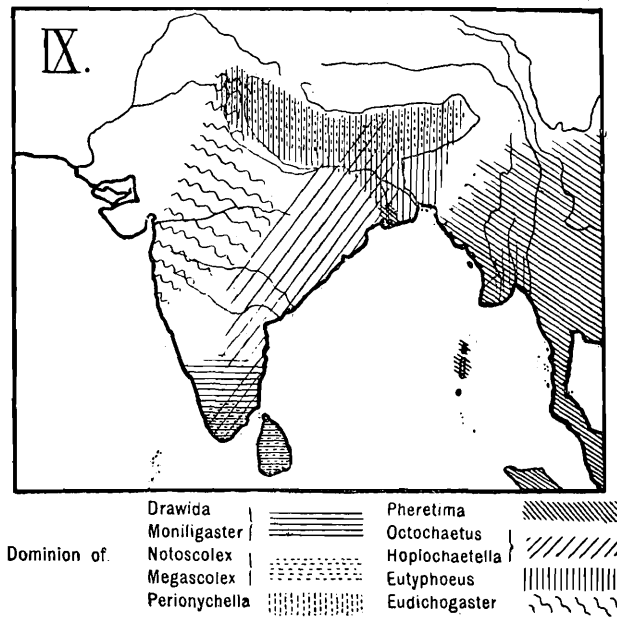 IX.
Dominion of
Drawida
Moniligaster
Notoscolex
Megascolex
Perionychella
Pheretima
Octochaetus
Hoplochaetella
Eutyphoeus
Eudichogaster